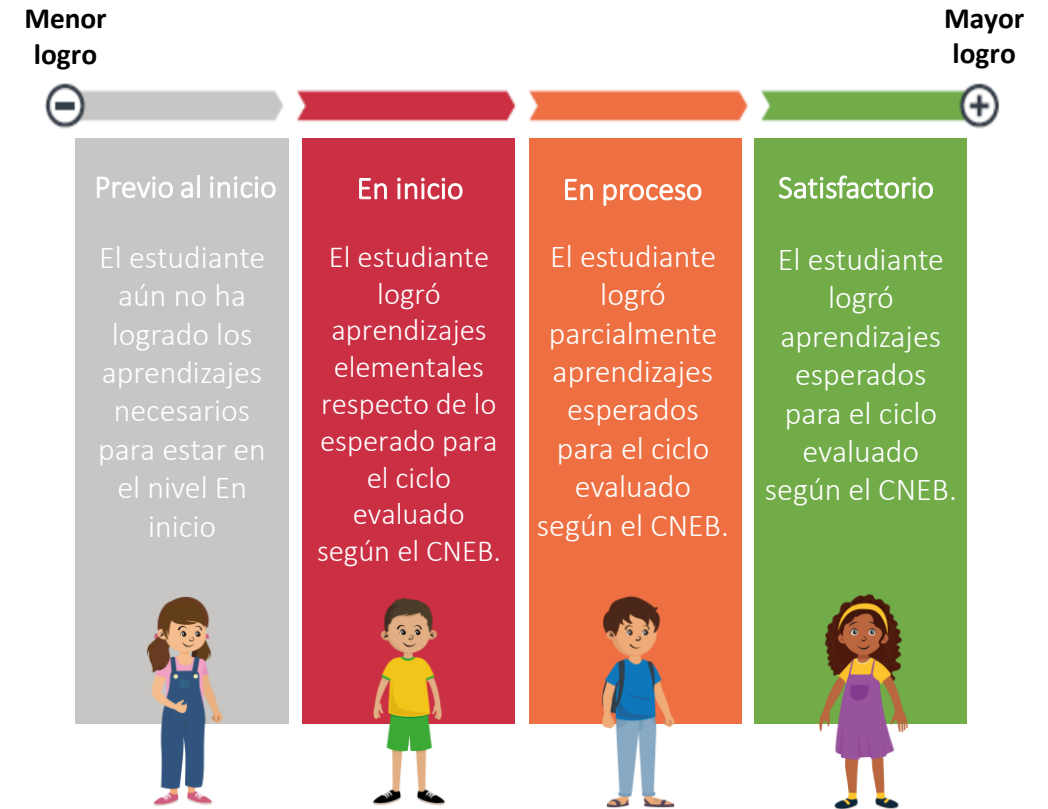 Menor
logro
Mayor
logro
Previo al inicio
El estudiante
aún no ha
logrado los
aprendizajes
necesarios
para estar en
el nivel En
inicio
En inicio
El estudiante
logró
aprendizajes
elementales
respecto de lo
esperado para
el ciclo
evaluado
según el CNEB.
En proceso
El estudiante
logró
parcialmente
aprendizajes
esperados
para el ciclo
evaluado
según el CNEB.
Satisfactorio
El estudiante
logró
aprendizajes
esperados
para el ciclo
evaluado
según el CNEB.